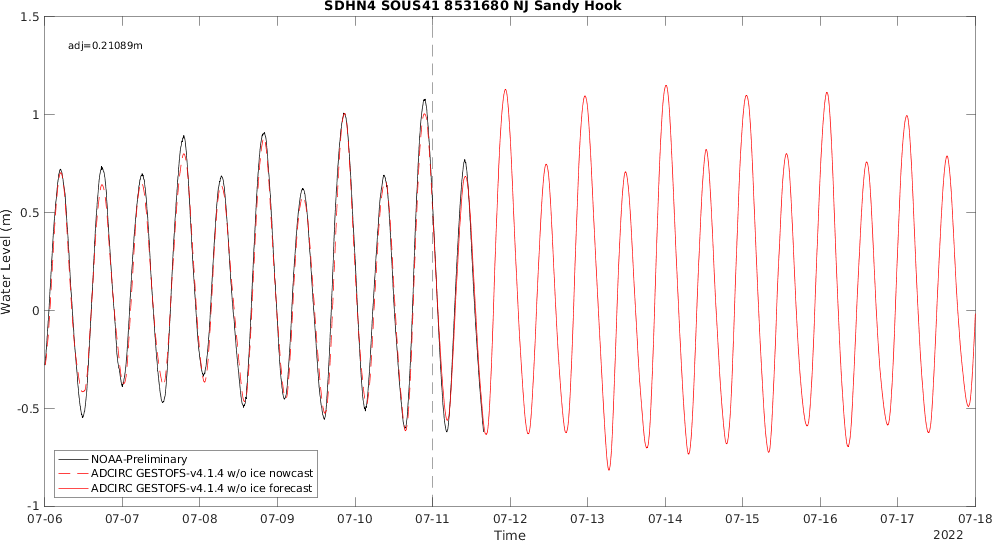 SDHN4 SOUS41 8531680 NJ Sandy Hook
adj=0.21089m
1.5
1
0.5
0
-0.5
-1
Water Level (m)
NOAA-Preliminary
ADCIRC GESTOFS-v4.1.4 w/o ice nowcast
ADCIRC GESTOFS-v4.1.4 w/o ice forecast
07-06 07-07 07-08 07-09 07-10 07-11 07-12 07-13 07-14 07-15 07-16 07-17 07-18
Time
2022